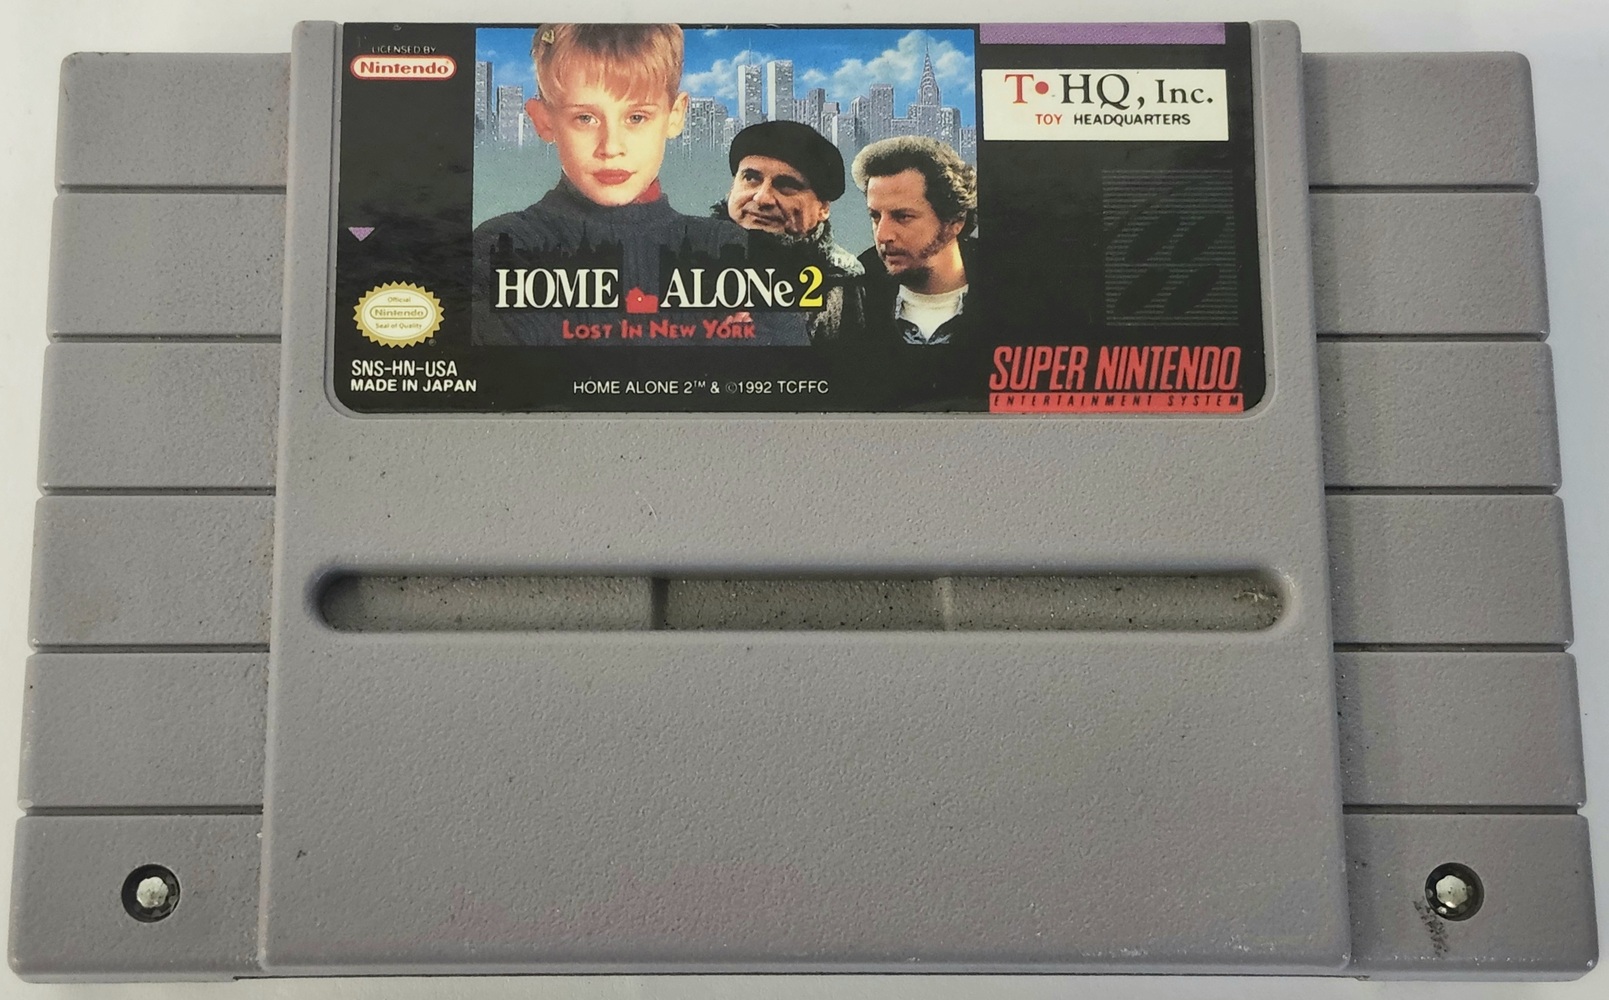 LICENSED BY
Nintendo
T•HQ, Inc.
TOY HEADQUARTERS
HOME ALONe 2
LOST IN NEW YORK
Official
Nintendo
Seal of Quality
SNS-HN-USA
MADE IN JAPAN
HOME ALONE 2™ & ©1992 TCFFC
SUPER NINTENDO
ENTERTAINMENT SYSTEM